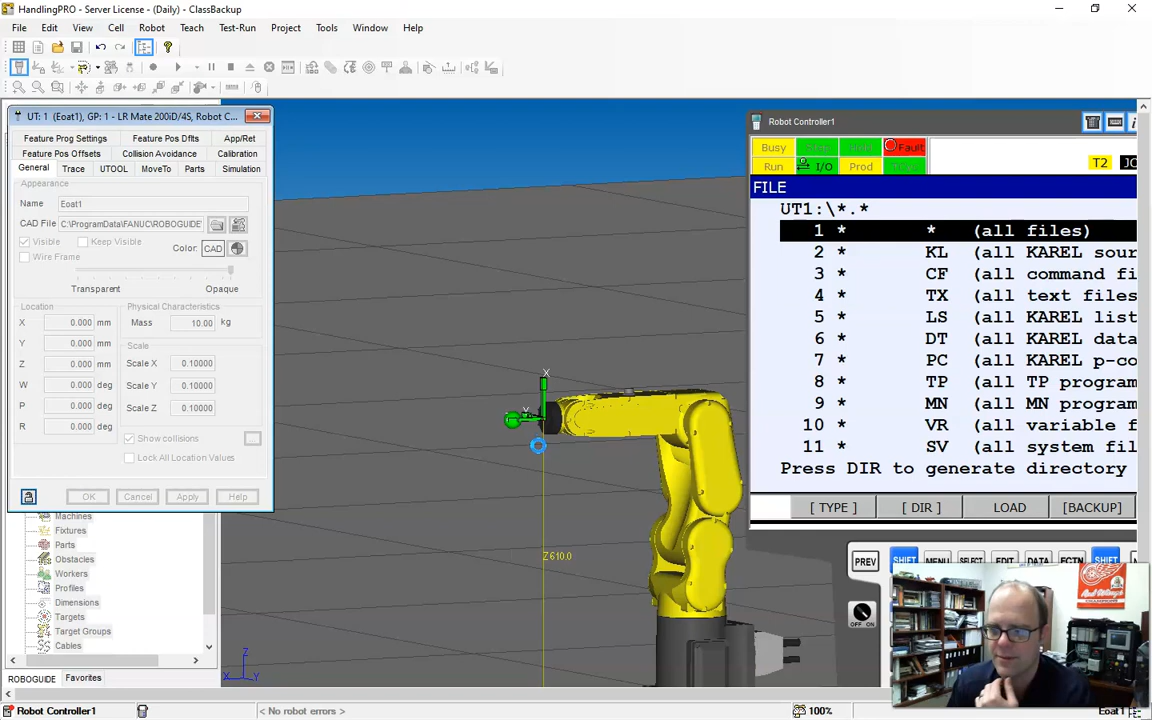 HandlingPRO - Server License - (Daily) - ClassBackup
File Edit View Cell Robot Teach Test-Run Project Tools Window Help
UT: 1 (Eoat1), GP: 1 - LR Mate 200iD/4S, Robot C...
Feature Prog Settings Feature Pos Dflts App/Ret
Feature Pos Offsets Collision Avoidance Calibration
General Trace UTOOL MoveTo Parts Simulation
Appearance
Name Eoat1
CAD File C:\ProgramData\FANUC\ROBOGUIDE
Visible Keep Visible Color: CAD
Wire Frame
Transparent Opaque
Location Physical Characteristics
X 0.000 mm Mass 10.00 kg
Y 0.000 mm Scale
Z 0.000 mm Scale X 0.10000
W 0.000 deg Scale Y 0.10000
P 0.000 deg Scale Z 0.10000
R 0.000 deg
Show collisions
Lock All Location Values
OK Cancel Apply Help
Machines
Fixtures
Parts
Obstacles
Workers
Profiles
Dimensions
Targets
Target Groups
Cables
ROBOGUIDE Favorites
X
Y
Z610.0
Z
X Y
Robot Controller1
Busy Fault
Run I/O Prod T2
FILE
UT1:\*.*
1 * * (all files)
2 * KL (all KAREL sour
3 * CF (all command fi
4 * TX (all text files
5 * LS (all KAREL list
6 * DT (all KAREL data
7 * PC (all KAREL p-co
8 * TP (all TP program
9 * MN (all MN program
10 * VR (all variable f
11 * SV (all system fil
Press DIR to generate directory
[ TYPE ] [ DIR ] LOAD [BACKUP]
PREV SHIFT MENU SELECT EDIT DATA FCTN SHIFT
OFF ON
Robot Controller1 < No robot errors > 100% Eoat1